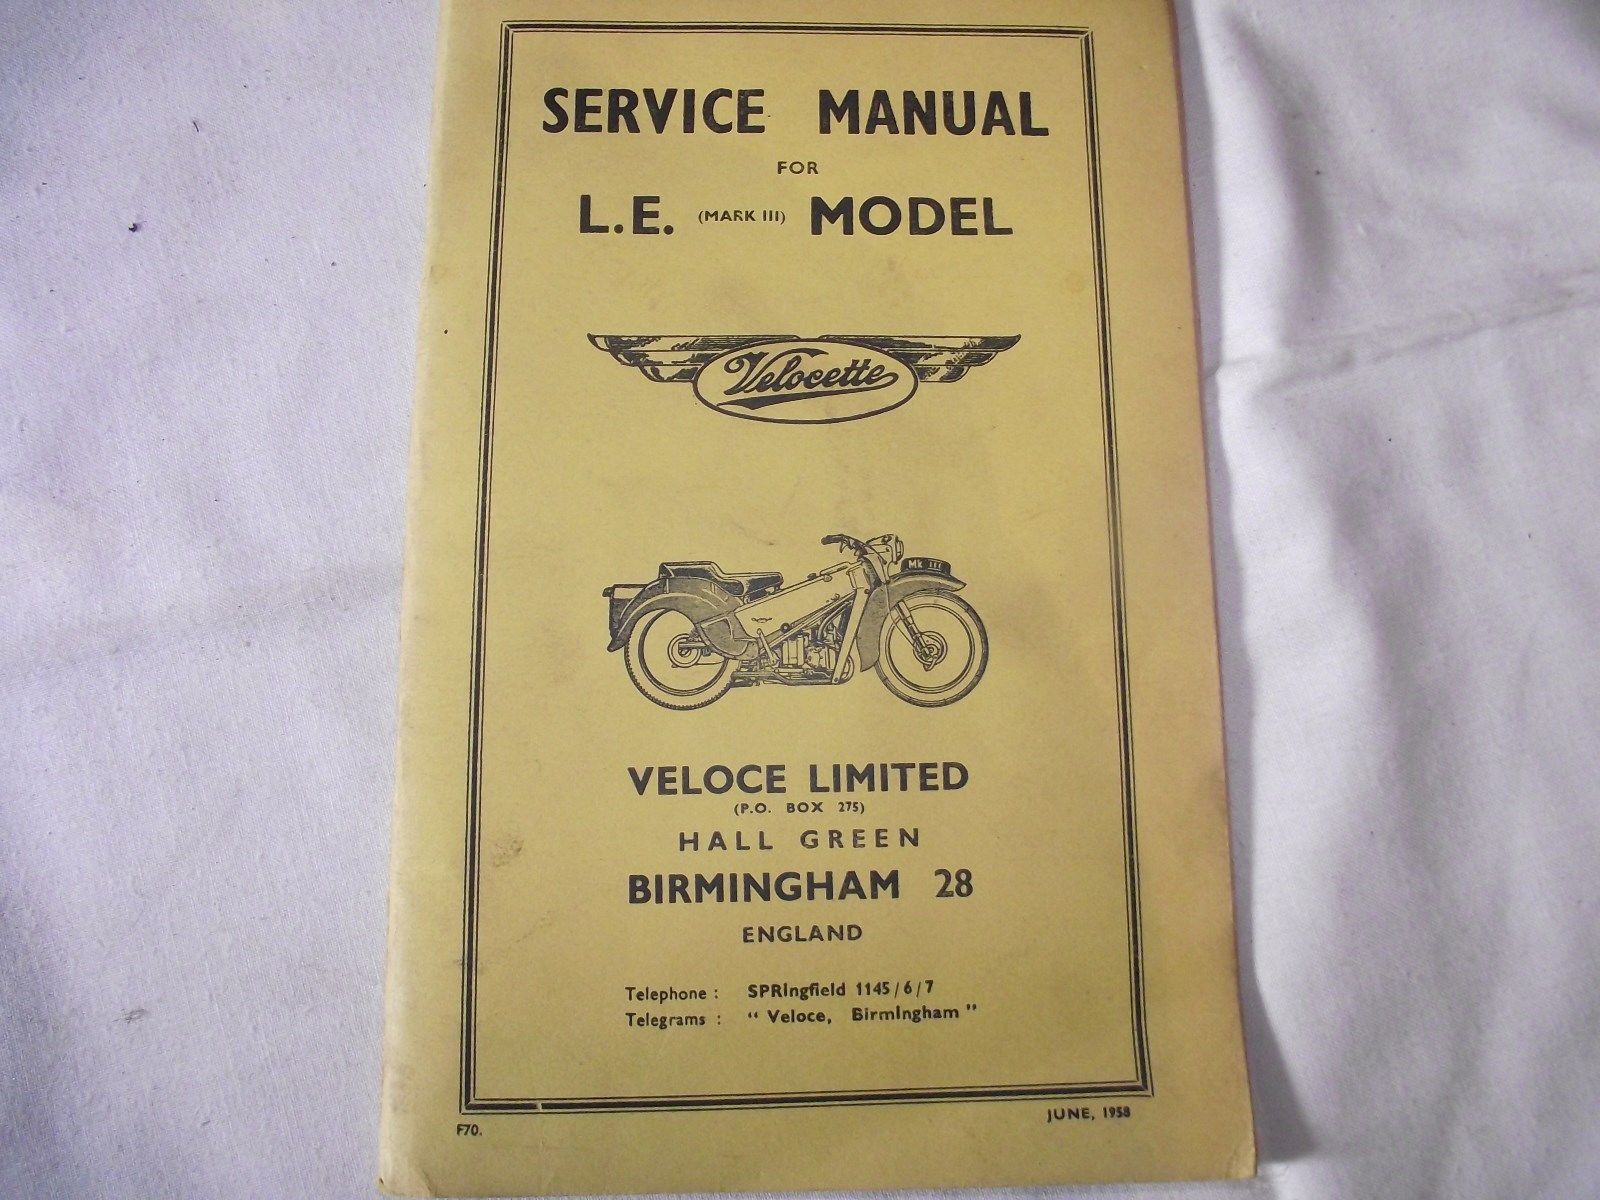 SERVICE MANUAL
FOR
L.E. (MARK III) MODEL
Velocette
Mk III
VELOCE LIMITED
(P.O. BOX 275)
HALL GREEN
BIRMINGHAM 28
ENGLAND
Telephone : SPRingfield 1145/6/7
Telegrams : " Veloce, Birmingham "
JUNE, 1958
F70.